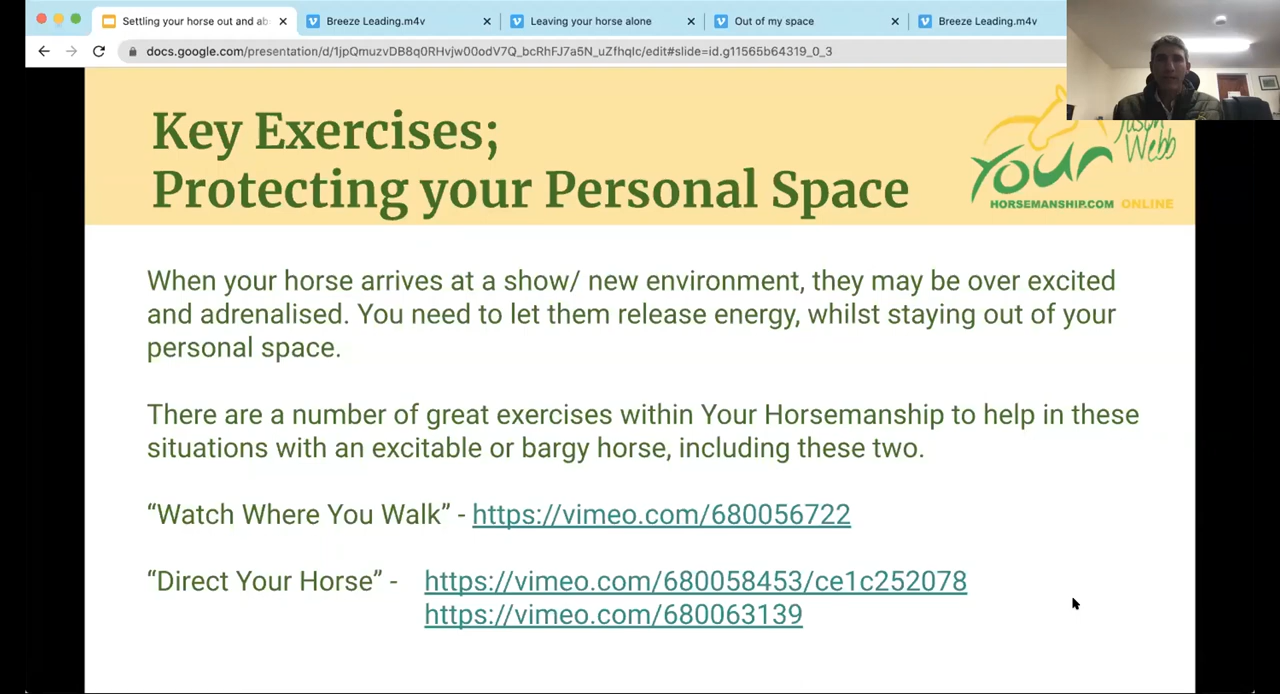 Settling your horse out and ab
Breeze Leading.m4v
Leaving your horse alone
Out of my space
Breeze Leading.m4v
docs.google.com/presentation/d/1jpQmuzvDB8q0RHvjw00odV7Q_bcRhFJ7a5N_uZfhqIc/edit#slide=id.g11565b64319_0_3
Key Exercises;
Protecting your Personal Space
Jason
Webb
Your
HORSEMANSHIP.COM ONLINE
When your horse arrives at a show/ new environment, they may be over excited
and adrenalised. You need to let them release energy, whilst staying out of your
personal space.
There are a number of great exercises within Your Horsemanship to help in these
situations with an excitable or bargy horse, including these two.
“Watch Where You Walk” - https://vimeo.com/680056722
“Direct Your Horse” - https://vimeo.com/680058453/ce1c252078
https://vimeo.com/680063139